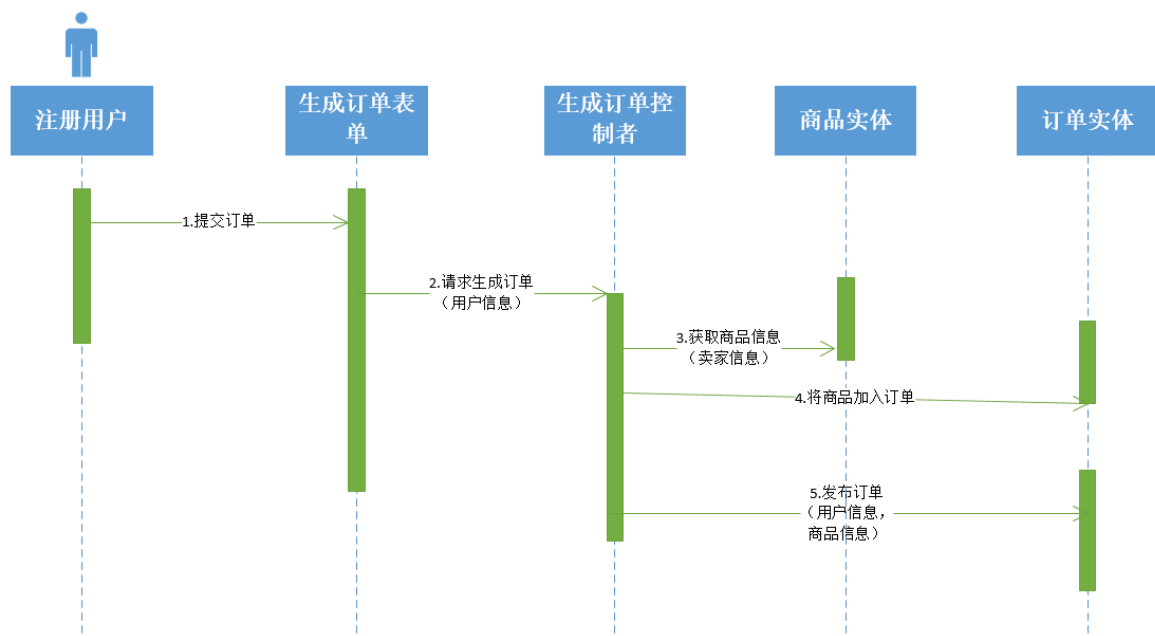 注册用户
生成订单表
单
生成订单控
制者
商品实体
订单实体
1.提交订单
2.请求生成订单
（用户信息）
3.获取商品信息
（卖家信息）
4.将商品加入订单
5.发布订单
（用户信息，
商品信息）